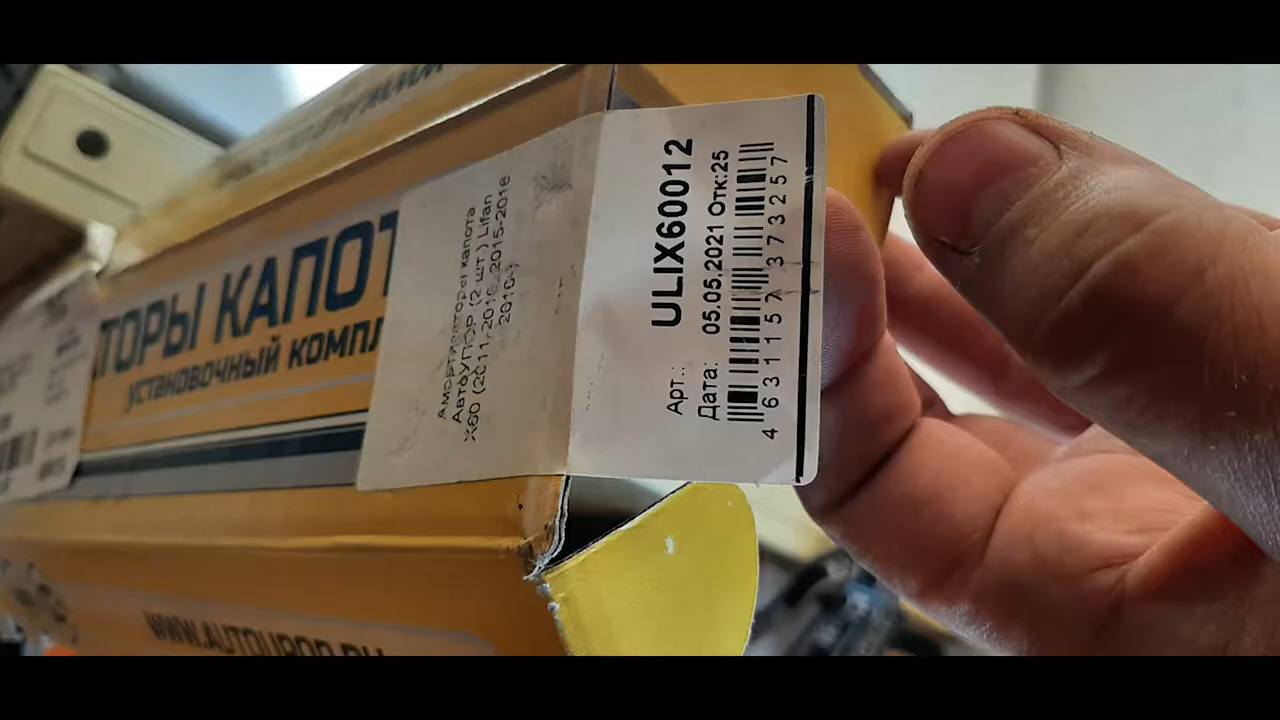 ТОРЫ КАПОТ
установочный компл
Амортизаторы капота
АвтоУПОР (2 шт.) Lifan
X60 (2011-2016, 2015-2018
2016-)
Арт.: ULIX60012
Дата: 05.05.2021 Отк:25
4 631157 373257
WWW.AUTOUPOR.RU